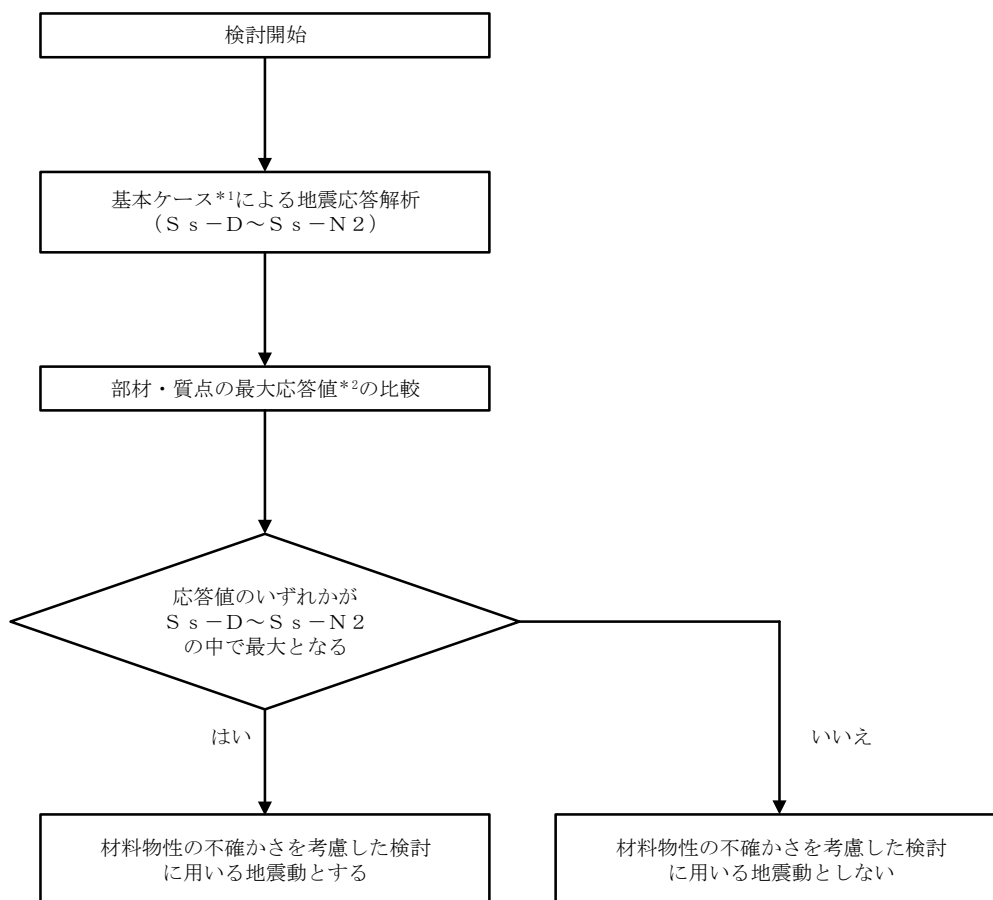 検討開始
基本ケース*1による地震応答解析
（Ｓｓ－Ｄ～Ｓｓ－Ｎ２）
部材・質点の最大応答値*2の比較
応答値のいずれかが
Ｓｓ－Ｄ～Ｓｓ－Ｎ２
の中で最大となる
はい
いいえ
材料物性の不確かさを考慮した検討
に用いる地震動とする
材料物性の不確かさを考慮した検討
に用いる地震動としない